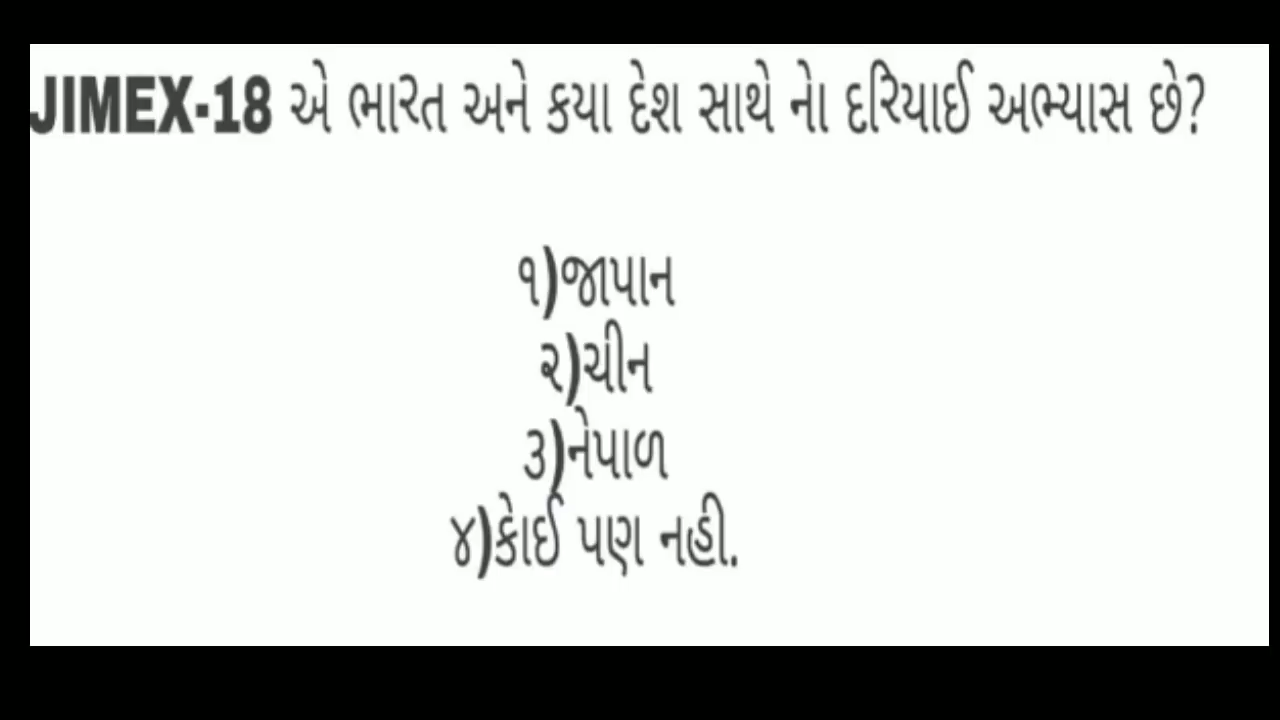 JIMEX-18 એ ભારત અને કયા દેશ સાથે નેા દરિયાઈ અભ્યાસ છે?
૧)જાપાન
૨)ચીન
૩)નેપાળ
૪)કેાઈ પણ નહી.